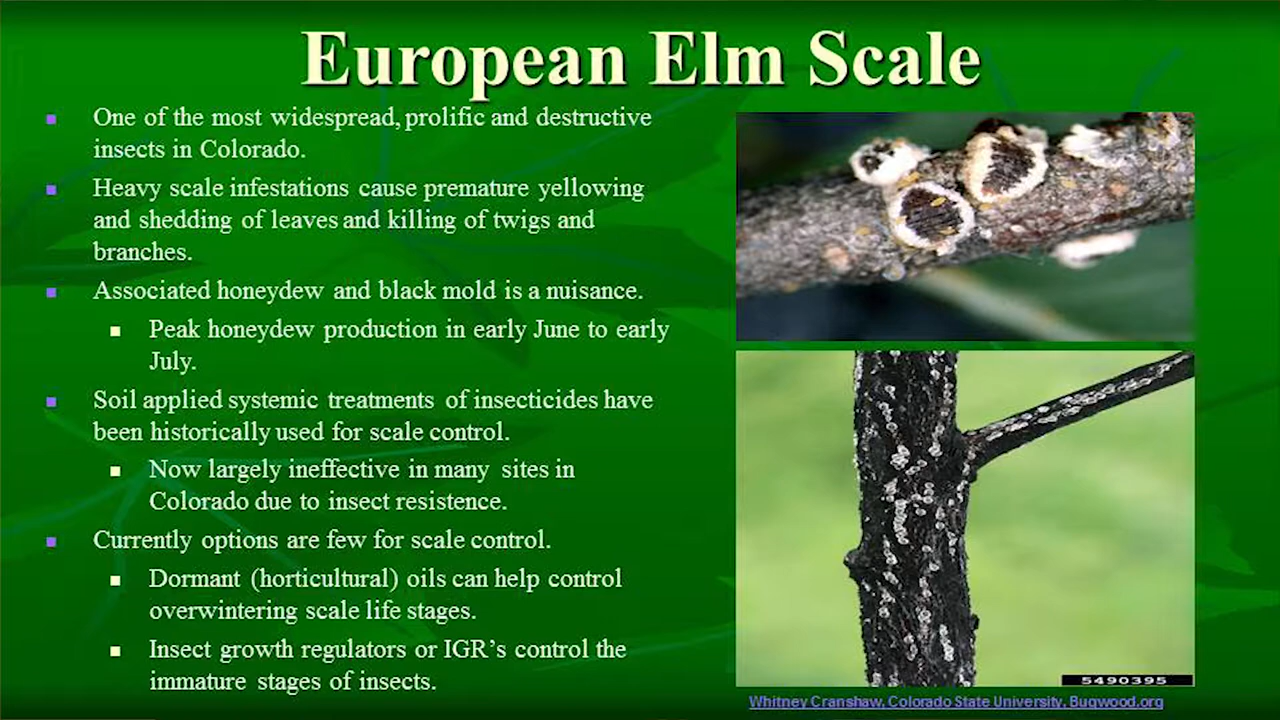 European Elm Scale
One of the most widespread, prolific and destructive
insects in Colorado.
Heavy scale infestations cause premature yellowing
and shedding of leaves and killing of twigs and
branches.
Associated honeydew and black mold is a nuisance.
Peak honeydew production in early June to early
July.
Soil applied systemic treatments of insecticides have
been historically used for scale control.
Now largely ineffective in many sites in
Colorado due to insect resistence.
Currently options are few for scale control.
Dormant (horticultural) oils can help control
overwintering scale life stages.
Insect growth regulators or IGR’s control the
immature stages of insects.
5490395
Whitney Cranshaw, Colorado State University, Bugwood.org